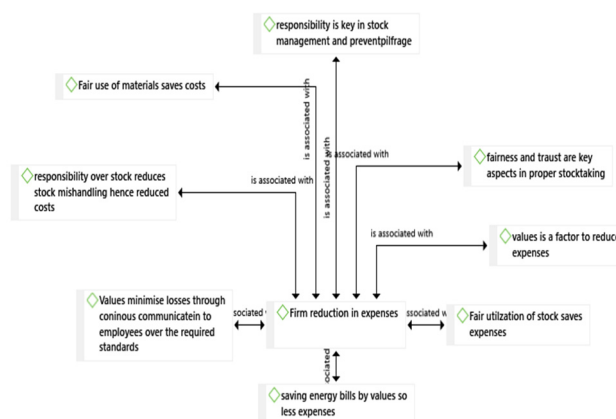 responsibility is key in stock
management and preventpilfrage
Fair use of materials saves costs
is associated with
is associated with
is associated with
fairness and traust are key
aspects in proper stocktaking
responsibility over stock reduces
stock mishandling hence reduced
costs
is associated with
is associated with
values is a factor to reduce
expenses
Values minimise losses through
coninous communicatein to
employees over the required
standards
Firm reduction in expenses
Fair utilzation of stock saves
expenses
saving energy bills by values so
less expenses